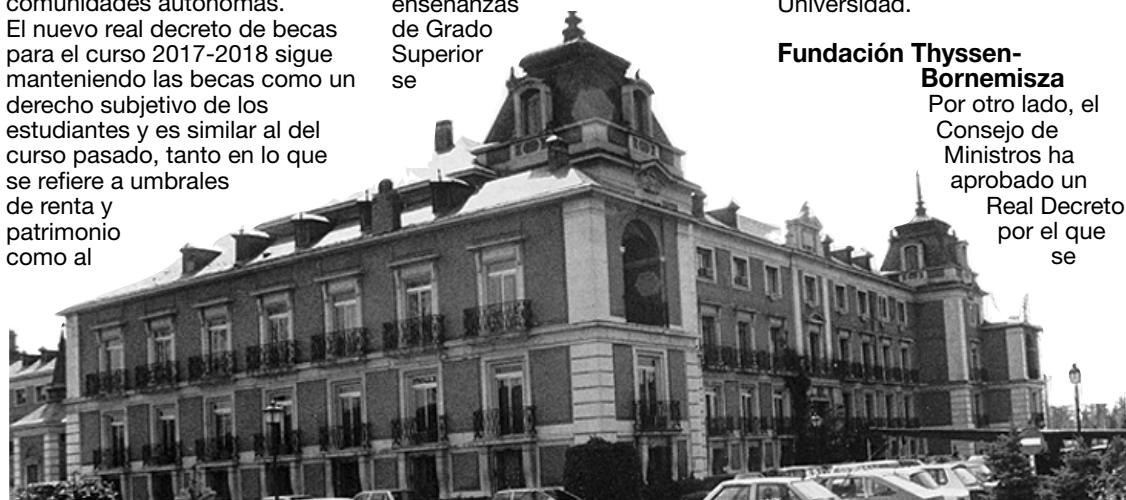 comunidades autónomas.
El nuevo real decreto de becas
para el curso 2017-2018 sigue
manteniendo las becas como un
derecho subjetivo de los
estudiantes y es similar al del
curso pasado, tanto en lo que
se refiere a umbrales
de renta y
patrimonio
como al
enseñanzas
de Grado
Superior
se
Universidad.
Fundación Thyssen-
Bornemisza
Por otro lado, el
Consejo de
Ministros ha
aprobado un
Real Decreto
por el que
se